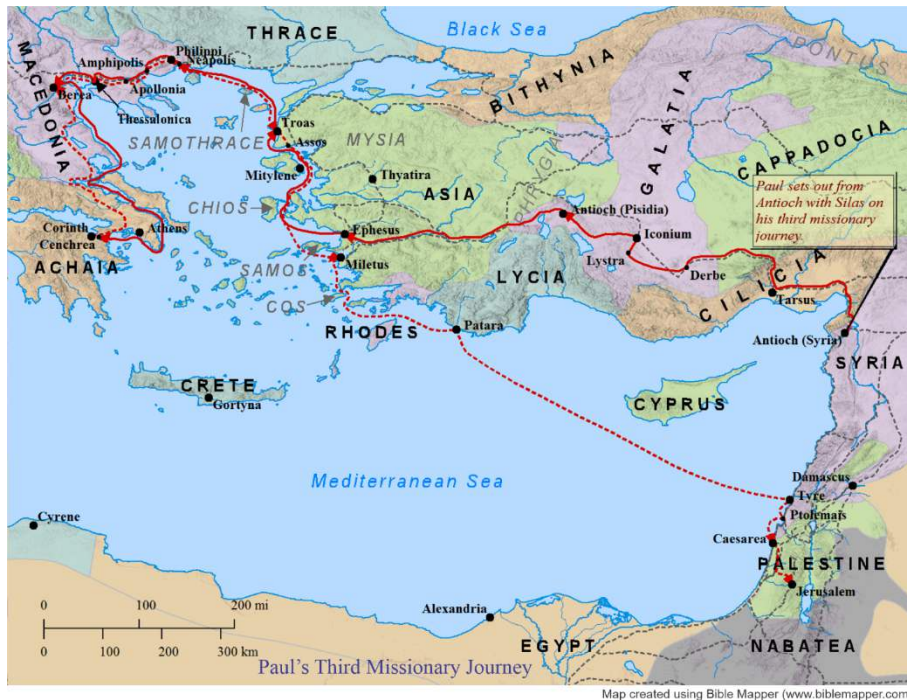 Black Sea
THRACE
Philippi
Neapolis
Amphipolis
Apollonia
Berea
Thessalonica
MACEDONIA
SAMOTHRACE
Troas
Assos
MYSIA
Mitylene
Thyatira
ASIA
BITHYNIA
PONTUS
GALATIA
CAPPADOCIA
PHRYGIA
Paul sets out from
Antioch with Silas on
his third missionary
journey.
CHIOS
Antioch (Pisidia)
Corinth
Cenchrea
Athens
ACHAIA
Ephesus
Iconium
SAMOS
Miletus
Lystra
Derbe
LYCIA
CILICIA
Tarsus
COS
RHODES
Patara
Antioch (Syria)
SYRIA
CRETE
Gortyna
CYPRUS
Mediterranean Sea
Damascus
Tyre
Ptolemais
Cyrene
Caesarea
PALESTINE
Jerusalem
0 100 200 mi
0 100 200 300 km
Alexandria
EGYPT
NABATEA
Paul's Third Missionary Journey
Map created using Bible Mapper (www.biblemapper.com